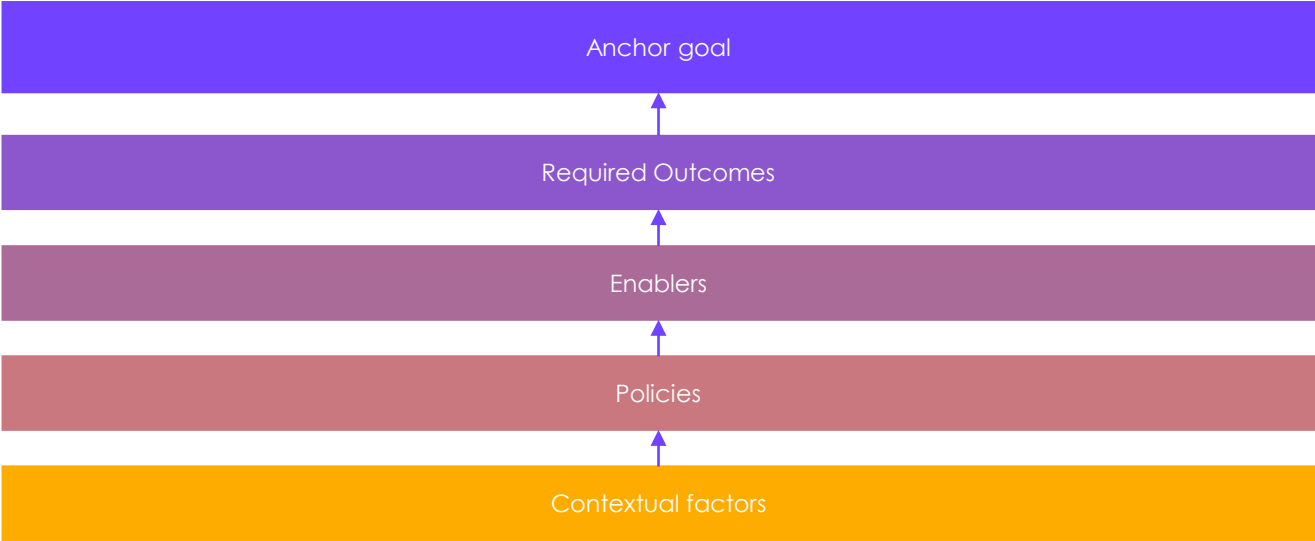 Anchor goal
Required Outcomes
Enablers
Policies
Contextual factors